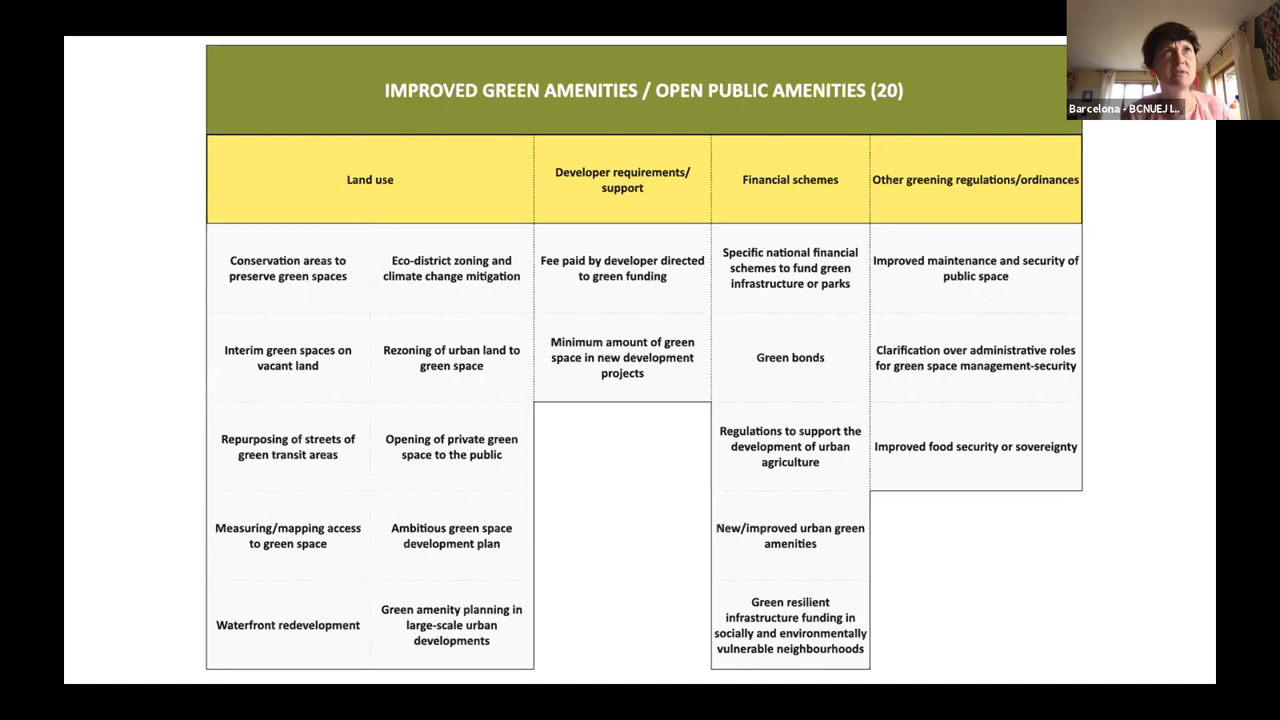 IMPROVED GREEN AMENITIES / OPEN PUBLIC AMENITIES (20)
Barcelona - BCNUEJ I...
Land use
Developer requirements/
support
Financial schemes
Other greening regulations/ordinances
Conservation areas to
preserve green spaces
Eco-district zoning and
climate change mitigation
Fee paid by developer directed
to green funding
Specific national financial
schemes to fund green
infrastructure or parks
Improved maintenance and security of
public space
Interim green spaces on
vacant land
Rezoning of urban land to
green space
Minimum amount of green
space in new development
projects
Green bonds
Clarification over administrative roles
for green space management-security
Repurposing of streets of
green transit areas
Opening of private green
space to the public
Regulations to support the
development of urban
agriculture
Improved food security or sovereignty
Measuring/mapping access
to green space
Ambitious green space
development plan
New/improved urban green
amenities
Waterfront redevelopment
Green amenity planning in
large-scale urban
developments
Green resilient
infrastructure funding in
socially and environmentally
vulnerable neighbourhoods